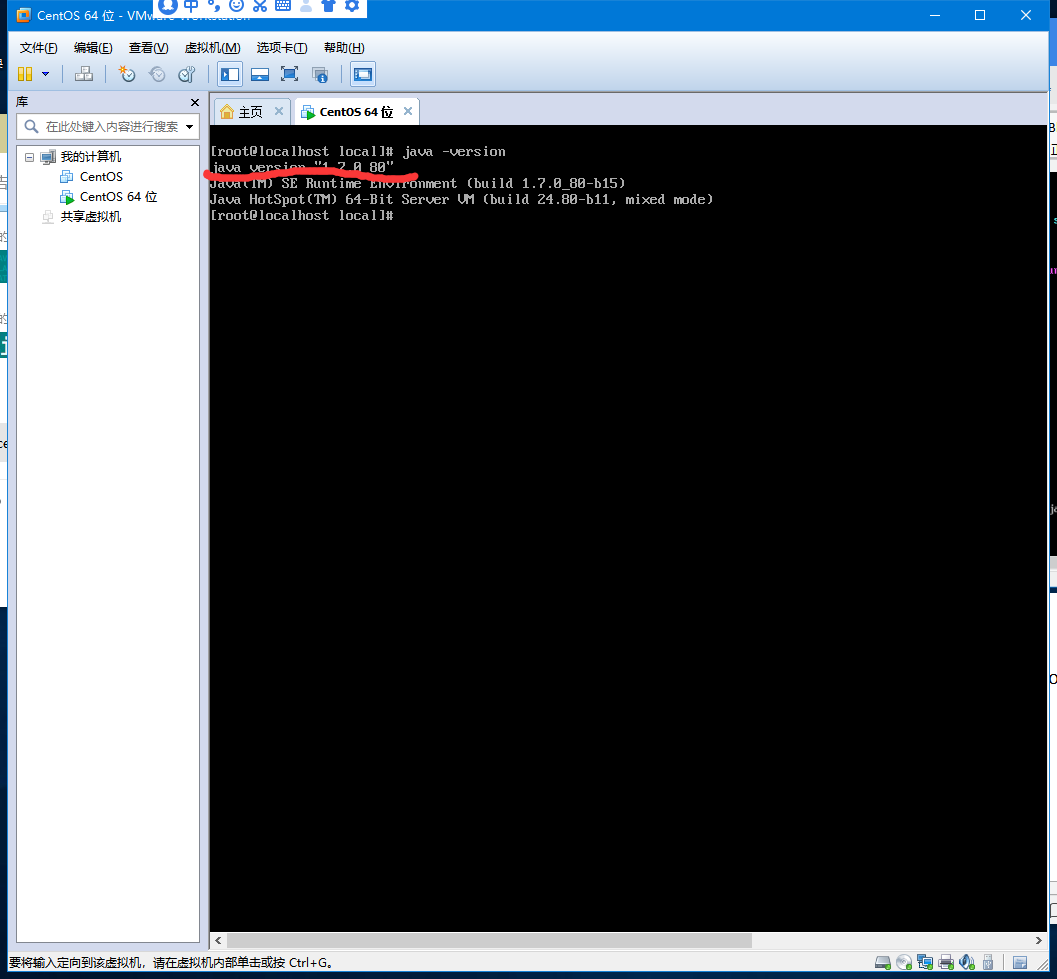 CentOS 64 位 - VMware Workstation
中
文件(F) 编辑(E) 查看(V) 虚拟机(M) 选项卡(T) 帮助(H)
库
在此处键入内容进行搜索
我的计算机
CentOS
CentOS 64 位
共享虚拟机
主页
CentOS 64 位
[root@localhost local]# java -version
java version "1.7.0_80"
Java(TM) SE Runtime Environment (build 1.7.0_80-b15)
Java HotSpot(TM) 64-Bit Server VM (build 24.80-b11, mixed mode)
[root@localhost local]#
要将输入定向到该虚拟机，请在虚拟机内部单击或按 Ctrl+G。